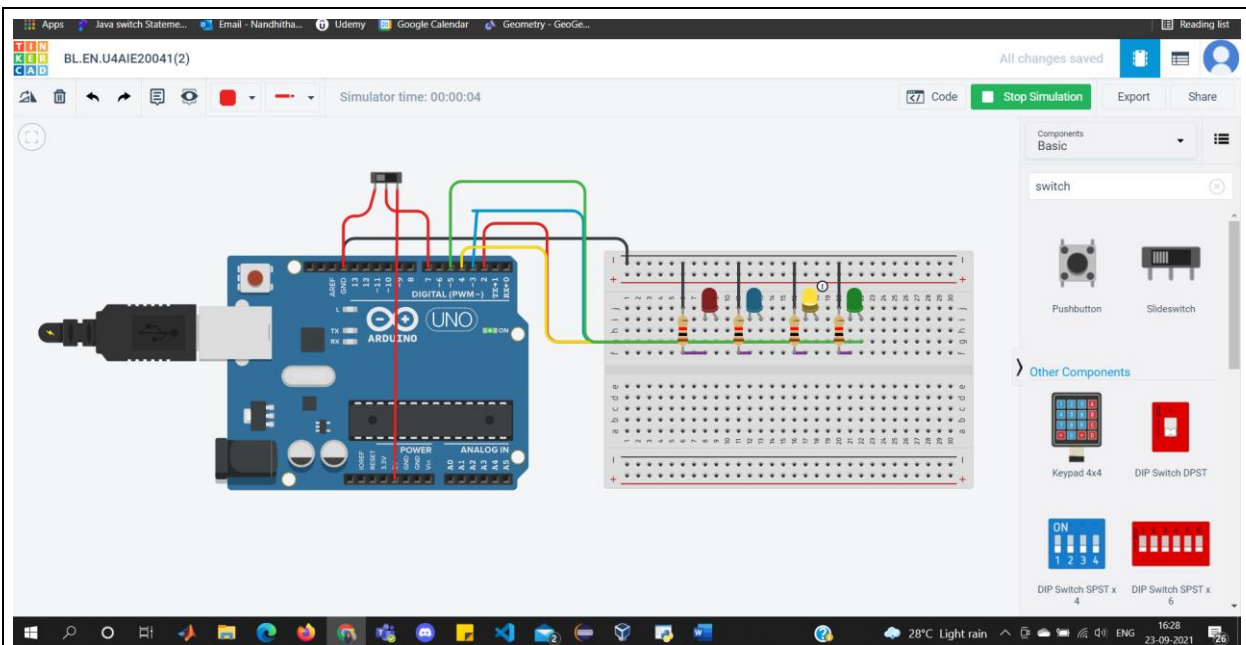 Apps
Java switch Stateme...
Email - Nandhitha...
Udemy
Google Calendar
Geometry - GeoGe...
Reading list
TIN
KER
CAD
BL.EN.U4AIE20041(2)
All changes saved
Simulator time: 00:00:04
Code
Stop Simulation
Export
Share
Components
Basic
switch
Pushbutton
Slideswitch
Other Components
Keypad 4x4
DIP Switch DPST
ON
1 2 3 4
DIP Switch SPST x
4
DIP Switch SPST x
6
AREF
GND
13
12
~11
~10
8
7
~6
~5
4
~3
2
TX→1
RX←0
DIGITAL (PWM~)
L
TX
RX
ARDUINO
UNO
ON
POWER
ANALOG IN
IOREF
RESET
3.3V
GND
GND
Vin
A0
A1
A2
A3
A4
A5
28°C Light rain
ENG
16:28
23-09-2021
26